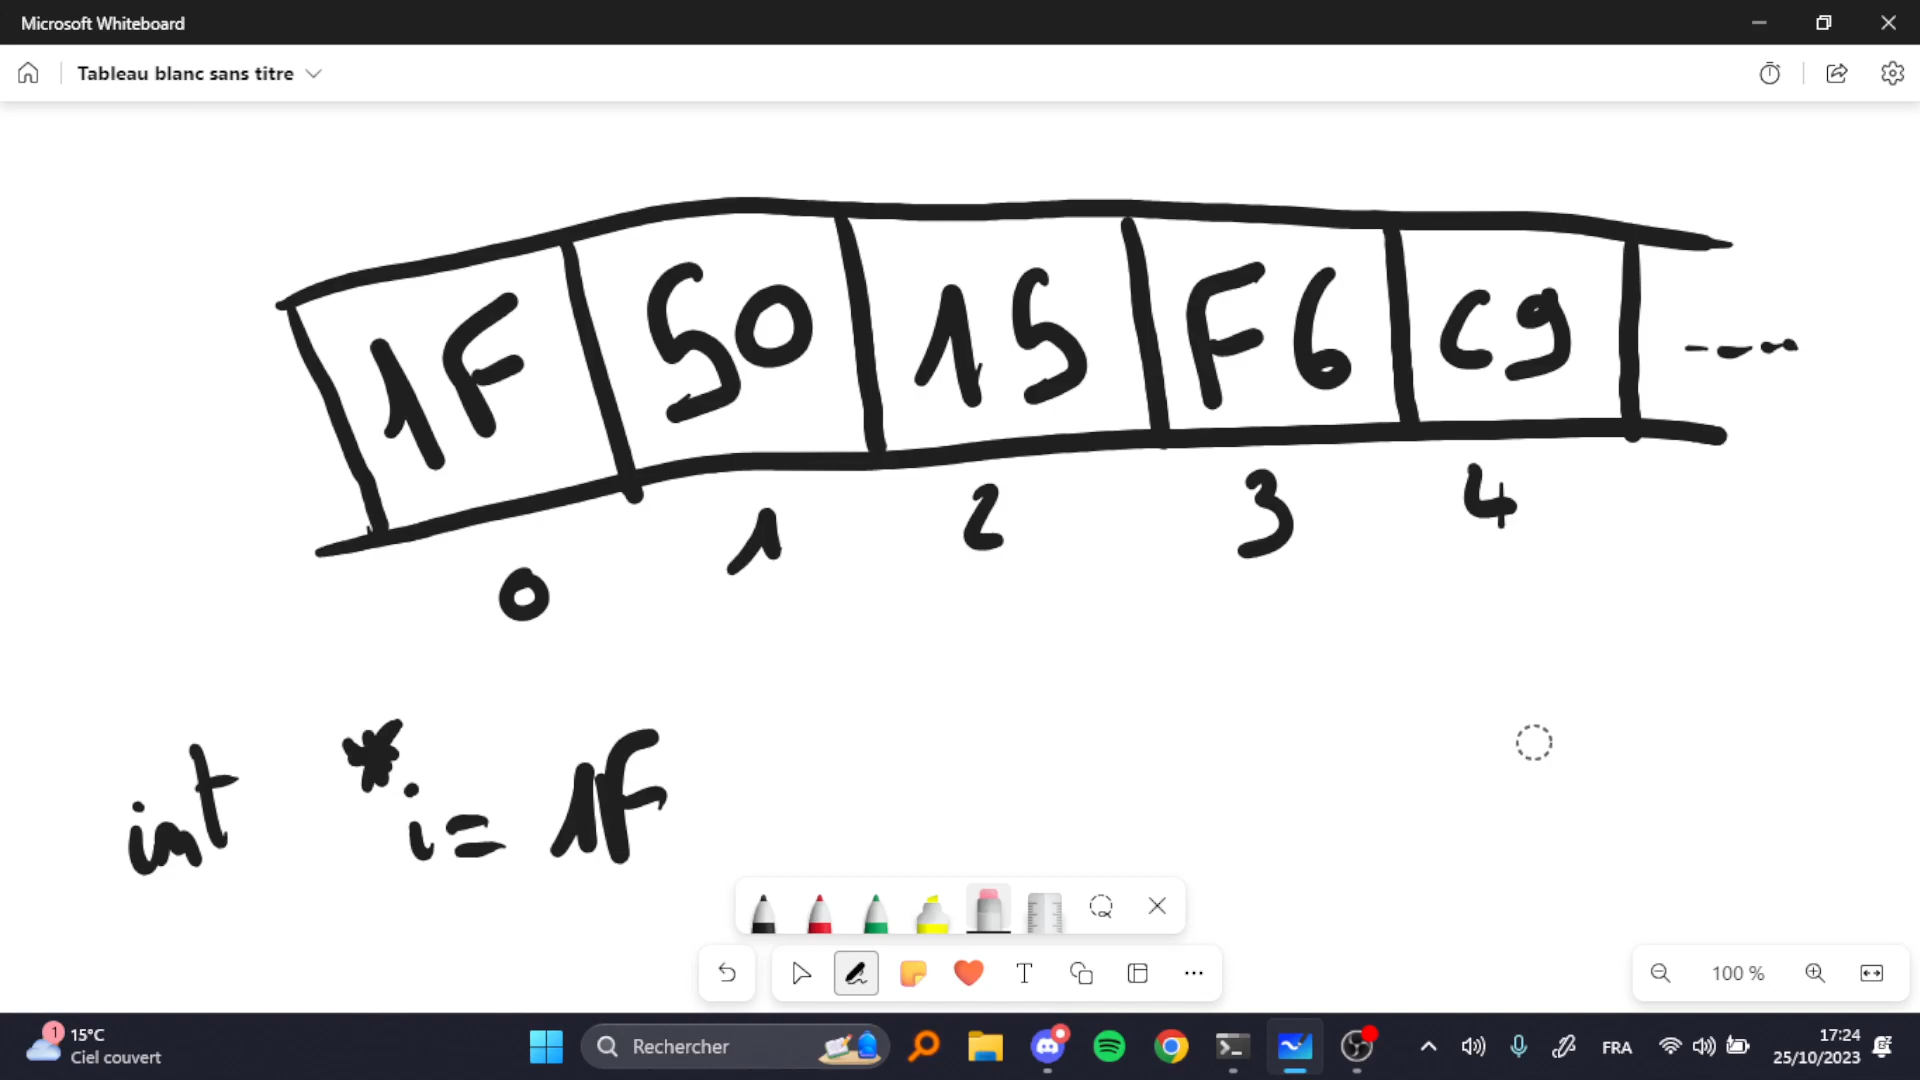 Microsoft Whiteboard
Tableau blanc sans titre
1F 50 15 F6 C9 ----
0 1 2 3 4
int *i = 1F
100 %
1
15°C
Ciel couvert
Rechercher
FRA
17:24
25/10/2023